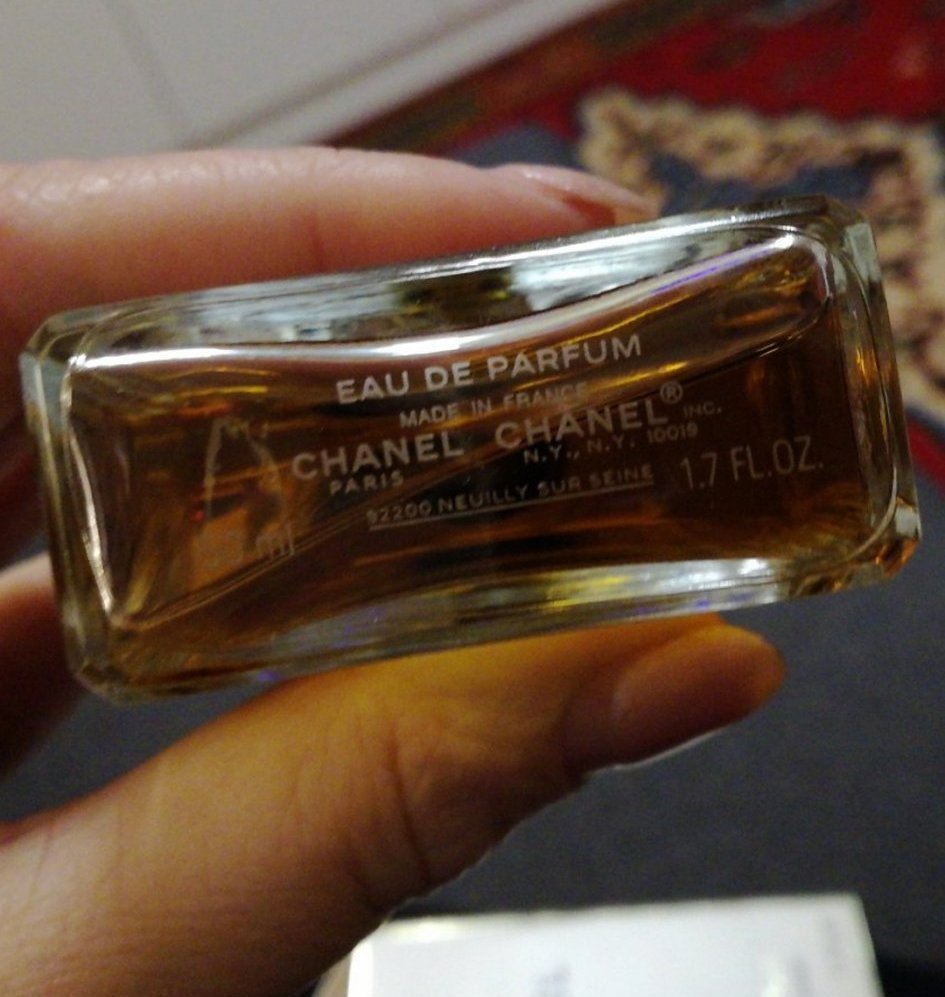 EAU DE PARFUM
MADE IN FRANCE
CHANEL CHANEL® INC.
PARIS N.Y., N.Y. 10019
92200 NEUILLY SUR SEINE 1.7 FL.OZ.
ml